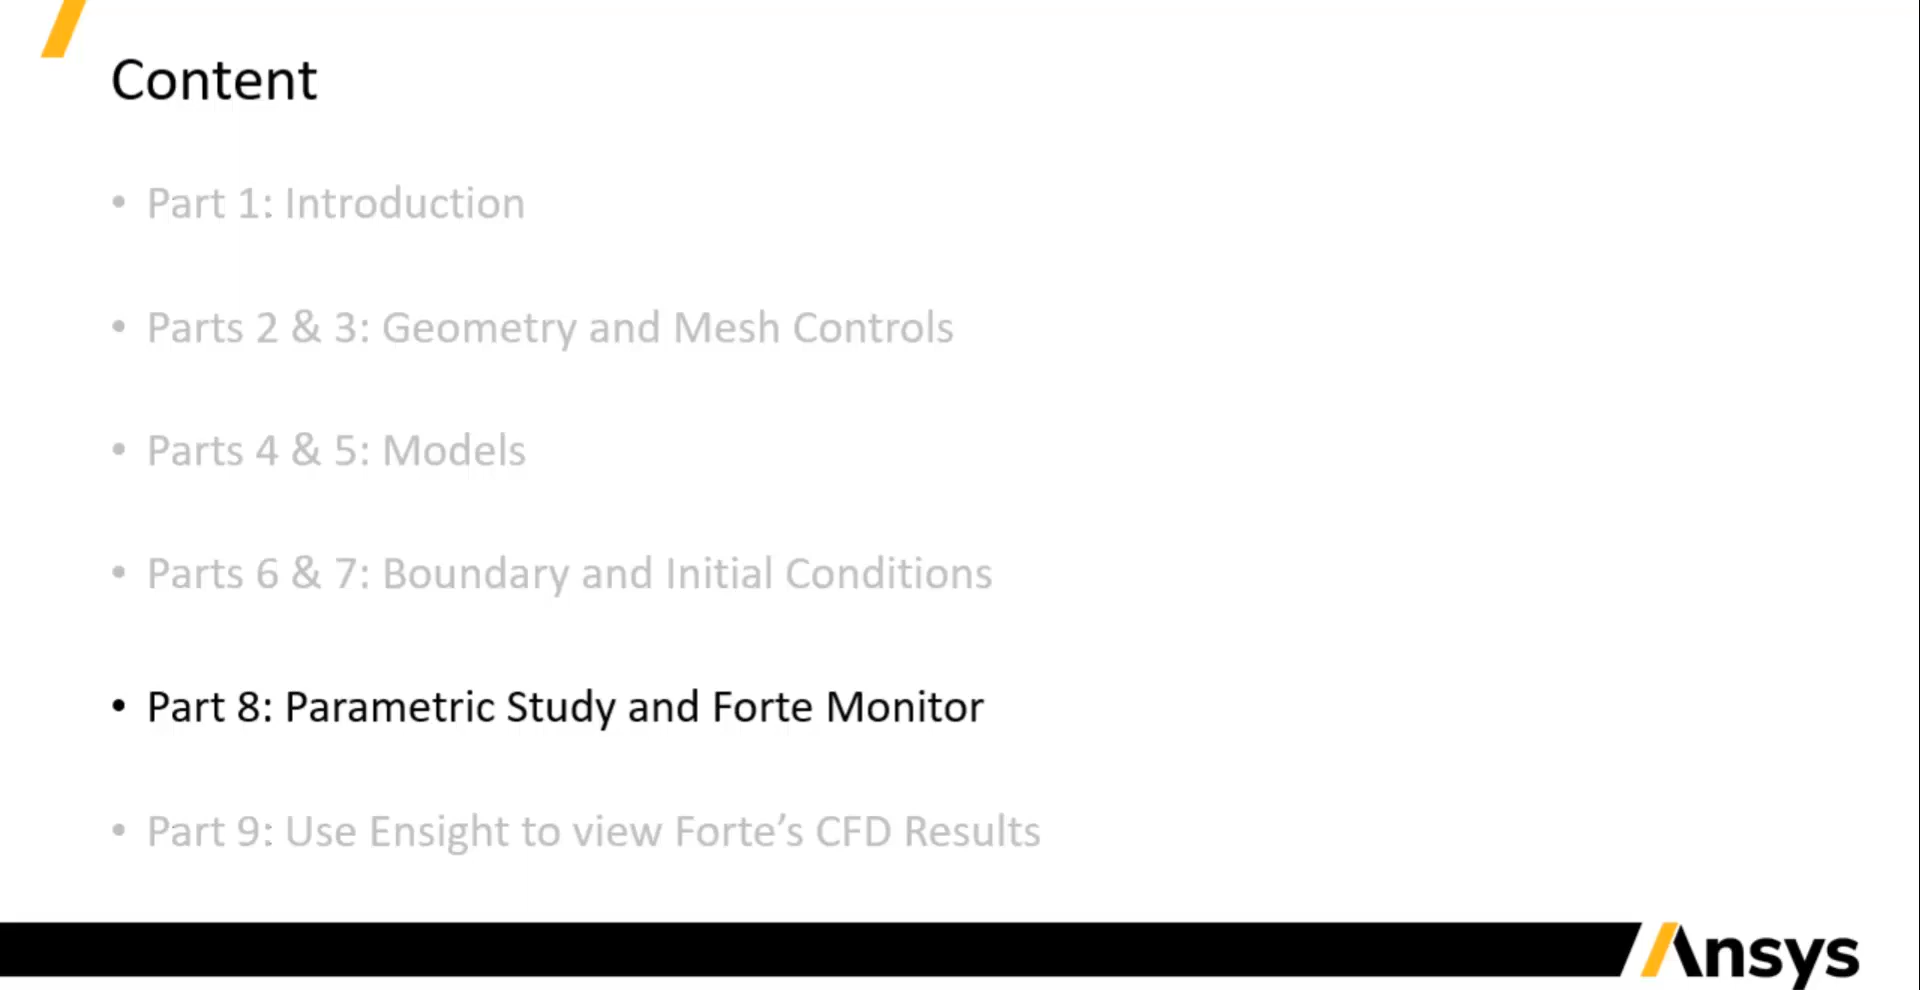 Content
• Part 1: Introduction
• Parts 2 & 3: Geometry and Mesh Controls
• Parts 4 & 5: Models
• Parts 6 & 7: Boundary and Initial Conditions
• Part 8: Parametric Study and Forte Monitor
• Part 9: Use Ensight to view Forte’s CFD Results
Ansys